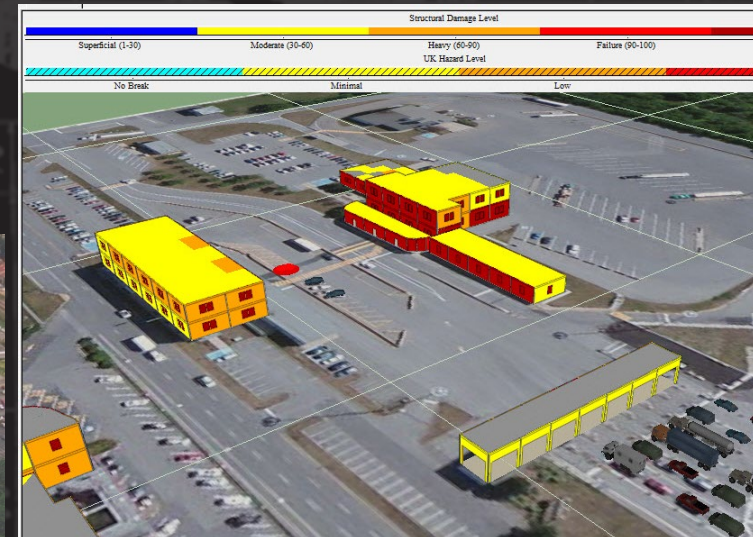 Structural Damage Level
Superficial (1-30) Moderate (30-60) Heavy (60-90) Failure (90-100)
UK Hazard Level
No Break Minimal Low